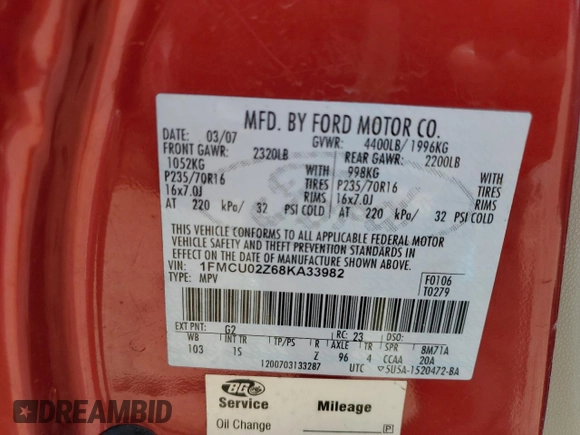 MFD. BY FORD MOTOR CO.
DATE: 03/07 GVWR: 4400LB/ 1996KG
FRONT GAWR: 2320LB REAR GAWR: 2200LB
1052KG 998KG
P235/70R16 TIRES P235/70R16 TIRES
16x7.0J RIMS 16x7.0J RIMS
AT 220 kPa/ 32 PSI COLD AT 220 kPa/ 32 PSI COLD
THIS VEHICLE CONFORMS TO ALL APPLICABLE FEDERAL MOTOR
VEHICLE SAFETY AND THEFT PREVENTION STANDARDS IN
EFFECT ON THE DATE OF MANUFACTURE SHOWN ABOVE.
VIN: 1FMCU02Z68KA33982
TYPE: MPV
F0106
T0279
EXT PNT: G2 RC: 23 DSO:
WB INT TR TP/PS R AXLE TR SPR BM7TA
103 IS Z 96 4 CCAA 20A
1200703133287 UTC 5U5A-1520472-BA
BG
Service Mileage
Oil Change P
DREAMBID